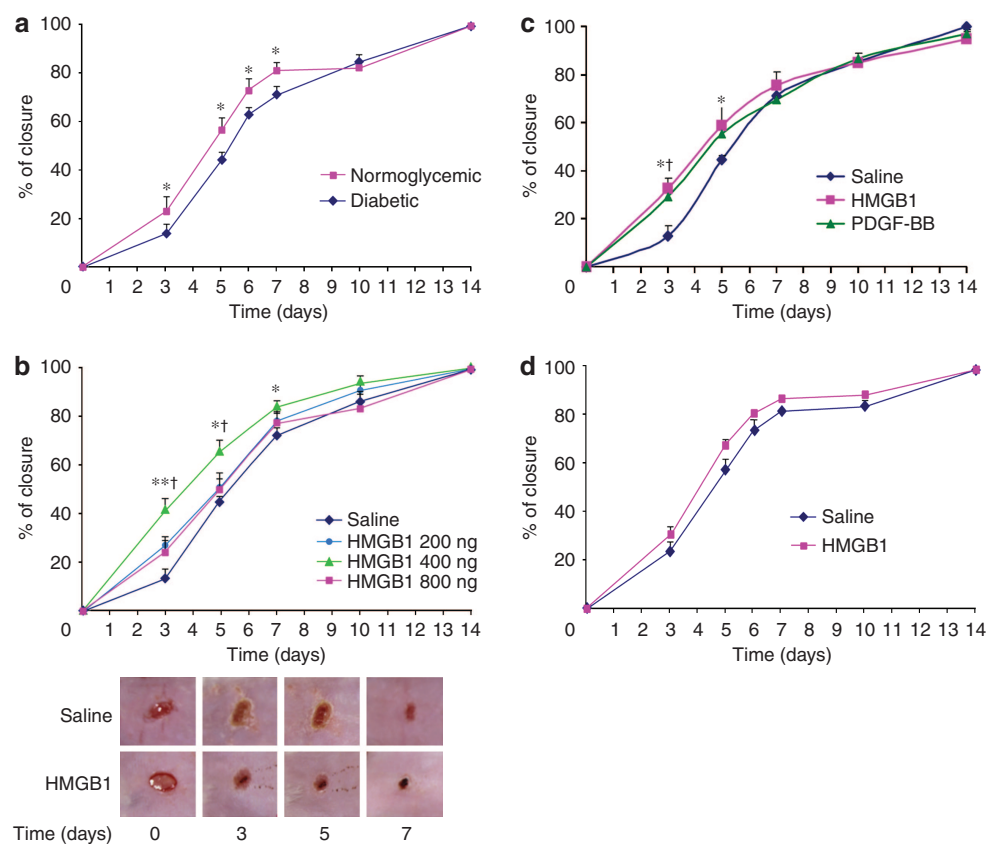 a
100
80
60
40
20
0
% of closure
*
*
*
*
Normoglycemic
Diabetic
1 2 3 4 5 6 7 8 9 10 11 12 13 14
Time (days)
c
100
80
60
40
20
0
% of closure
*†
*
Saline
HMGB1
PDGF-BB
1 2 3 4 5 6 7 8 9 10 11 12 13 14
Time (days)
b
100
80
60
40
20
0
% of closure
**†
*†
*
Saline
HMGB1 200 ng
HMGB1 400 ng
HMGB1 800 ng
1 2 3 4 5 6 7 8 9 10 11 12 13 14
Time (days)
Saline
HMGB1
Time (days) 0 3 5 7
d
100
80
60
40
20
0
% of closure
Saline
HMGB1
1 2 3 4 5 6 7 8 9 10 11 12 13 14
Time (days)